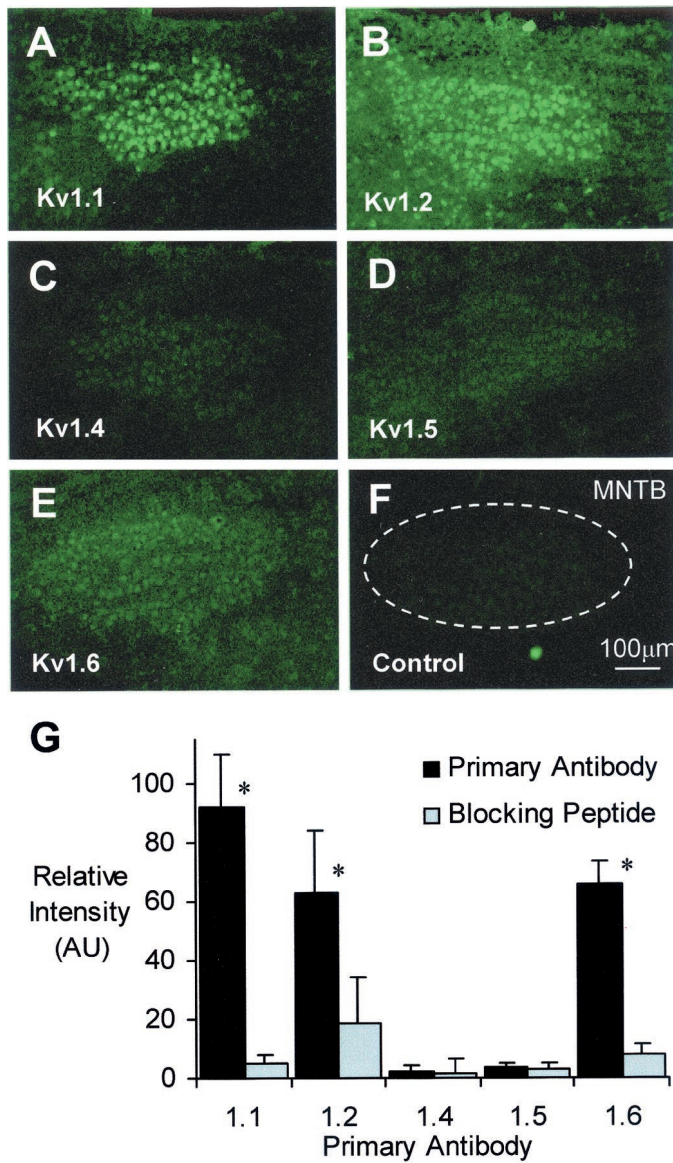 A
Kv1.1
B
Kv1.2
C
Kv1.4
D
Kv1.5
E
Kv1.6
F
MNTB
Control
100μm
G
Relative
Intensity
(AU)
100
80
60
40
20
0
*
*
*
Primary Antibody
Blocking Peptide
1.1 1.2 1.4 1.5 1.6
Primary Antibody